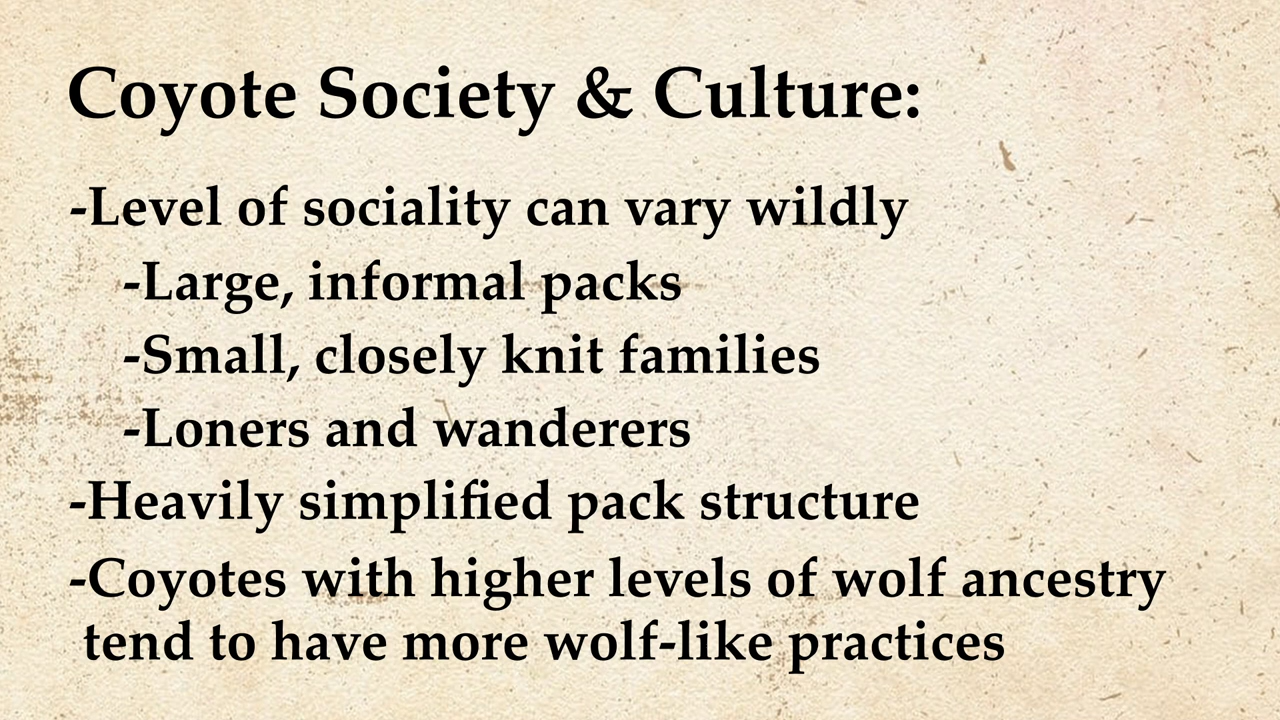 Coyote Society & Culture:
-Level of sociality can vary wildly
-Large, informal packs
-Small, closely knit families
-Loners and wanderers
-Heavily simplified pack structure
-Coyotes with higher levels of wolf ancestry
tend to have more wolf-like practices